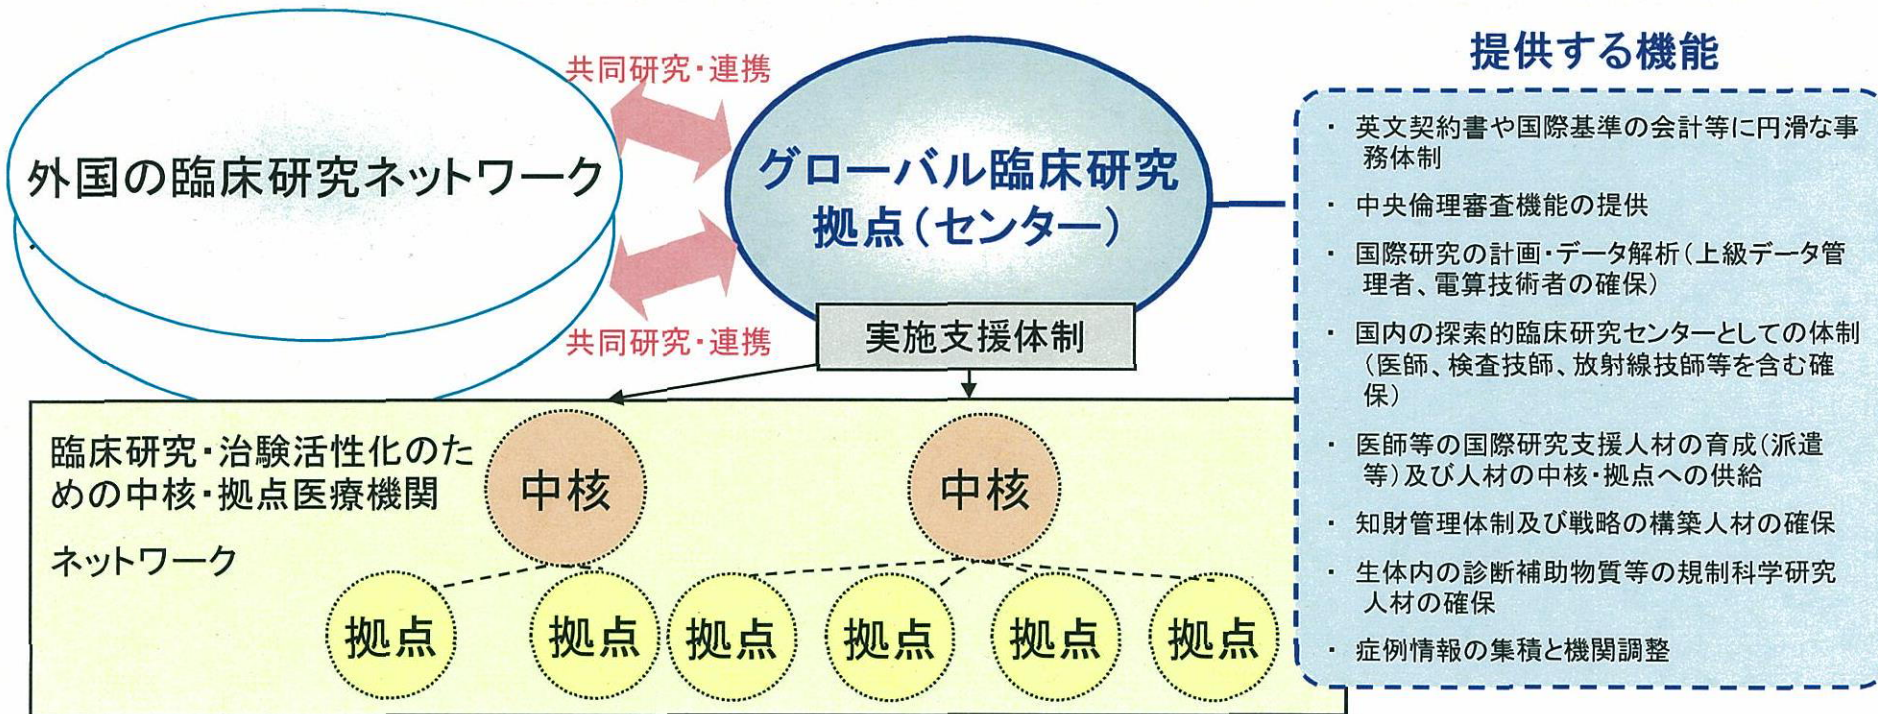 共同研究・連携
外国の臨床研究ネットワーク
グローバル臨床研究
拠点(センター)
共同研究・連携
実施支援体制
臨床研究・治験活性化のた
めの中核・拠点医療機関
ネットワーク
中核
中核
拠点
拠点
拠点
拠点
拠点
拠点
提供する機能
・ 英文契約書や国際基準の会計等に円滑な事
務体制
・ 中央倫理審査機能の提供
・ 国際研究の計画・データ解析(上級データ管
理者、電算技術者の確保)
・ 国内の探索的臨床研究センターとしての体制
(医師、検査技師、放射線技師等を含む確
保)
・ 医師等の国際研究支援人材の育成(派遣
等)及び人材の中核・拠点への供給
・ 知財管理体制及び戦略の構築人材の確保
・ 生体内の診断補助物質等の規制科学研究
人材の確保
・ 症例情報の集積と機関調整